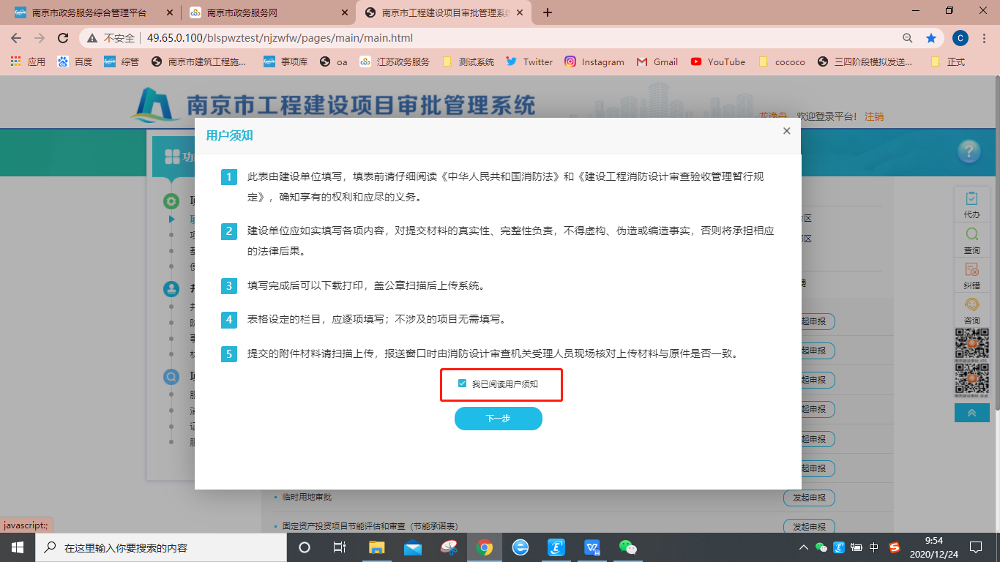 南京市政务服务综合管理平台
南京市政务服务网
南京市工程建设项目审批管理系
不安全
49.65.0.100/blspwztest/njzwfw/pages/main/main.html
C
应用
百度
综管
南京市建筑工程施...
事项库
oa
江苏政务服务
测试系统
Twitter
Instagram
Gmail
YouTube
cococo
三四阶段模拟发送...
正式
南京市工程建设项目审批管理系统
欢迎登录平台！
注销
用户须知
×
功
?
1
此表由建设单位填写，填表前请仔细阅读《中华人民共和国消防法》和《建设工程消防设计审查验收管理暂行规
定》，确知享有的权利和应尽的义务。
2
建设单位应如实填写各项内容，对提交材料的真实性、完整性负责，不得虚构、伪造或编造事实，否则将承担相应
的法律后果。
3
填写完成后可以下载打印，盖公章扫描后上传系统。
4
表格设定的栏目，应逐项填写；不涉及的项目无需填写。
5
提交的附件材料请扫描上传，报送窗口时由消防设计审查机关受理人员现场核对上传材料与原件是否一致。
我已阅读用户须知
下一步
区
区
费
起申报
起申报
起申报
起申报
起申报
起申报
代办
查询
纠错
咨询
临时用地审批
发起申报
固定资产投资项目节能评估和审查（节能承诺表）
发起申报
javascript:;
在这里输入你要搜索的内容
中
9:54
2020/12/24